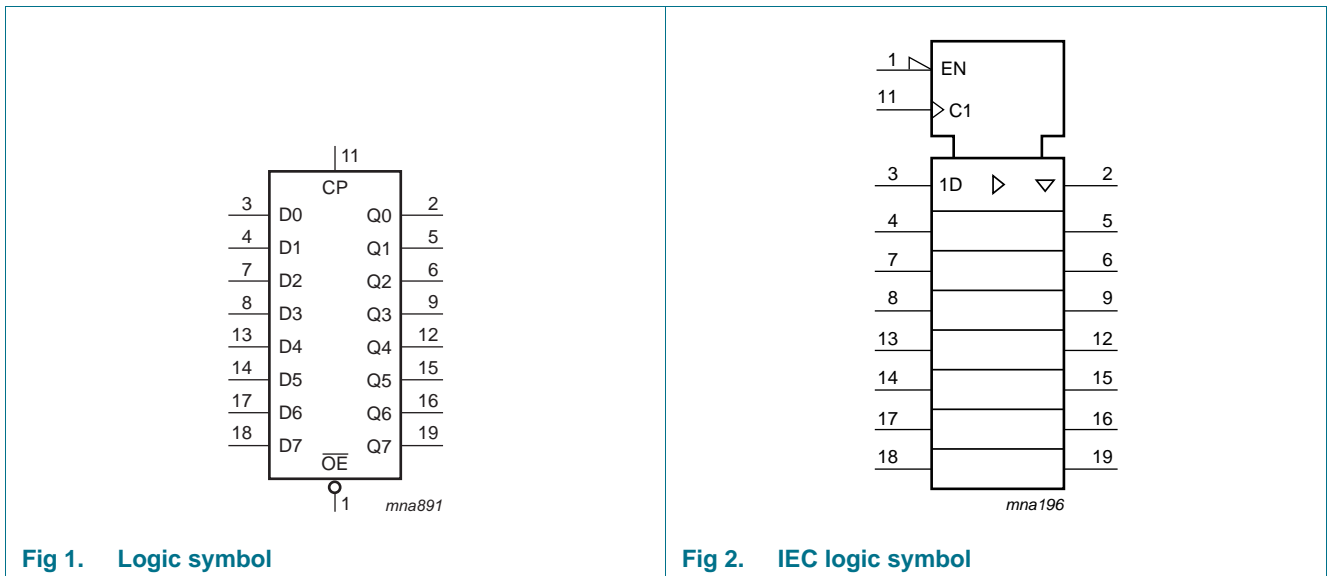 11
CP
3 D0 Q0 2
4 D1 Q1 5
7 D2 Q2 6
8 D3 Q3 9
13 D4 Q4 12
14 D5 Q5 15
17 D6 Q6 16
18 D7 Q7 19
OE
1 mna891
Fig 1. Logic symbol
1 EN
11 C1
3 1D 2
4 5
7 6
8 9
13 12
14 15
17 16
18 19
mna196
Fig 2. IEC logic symbol